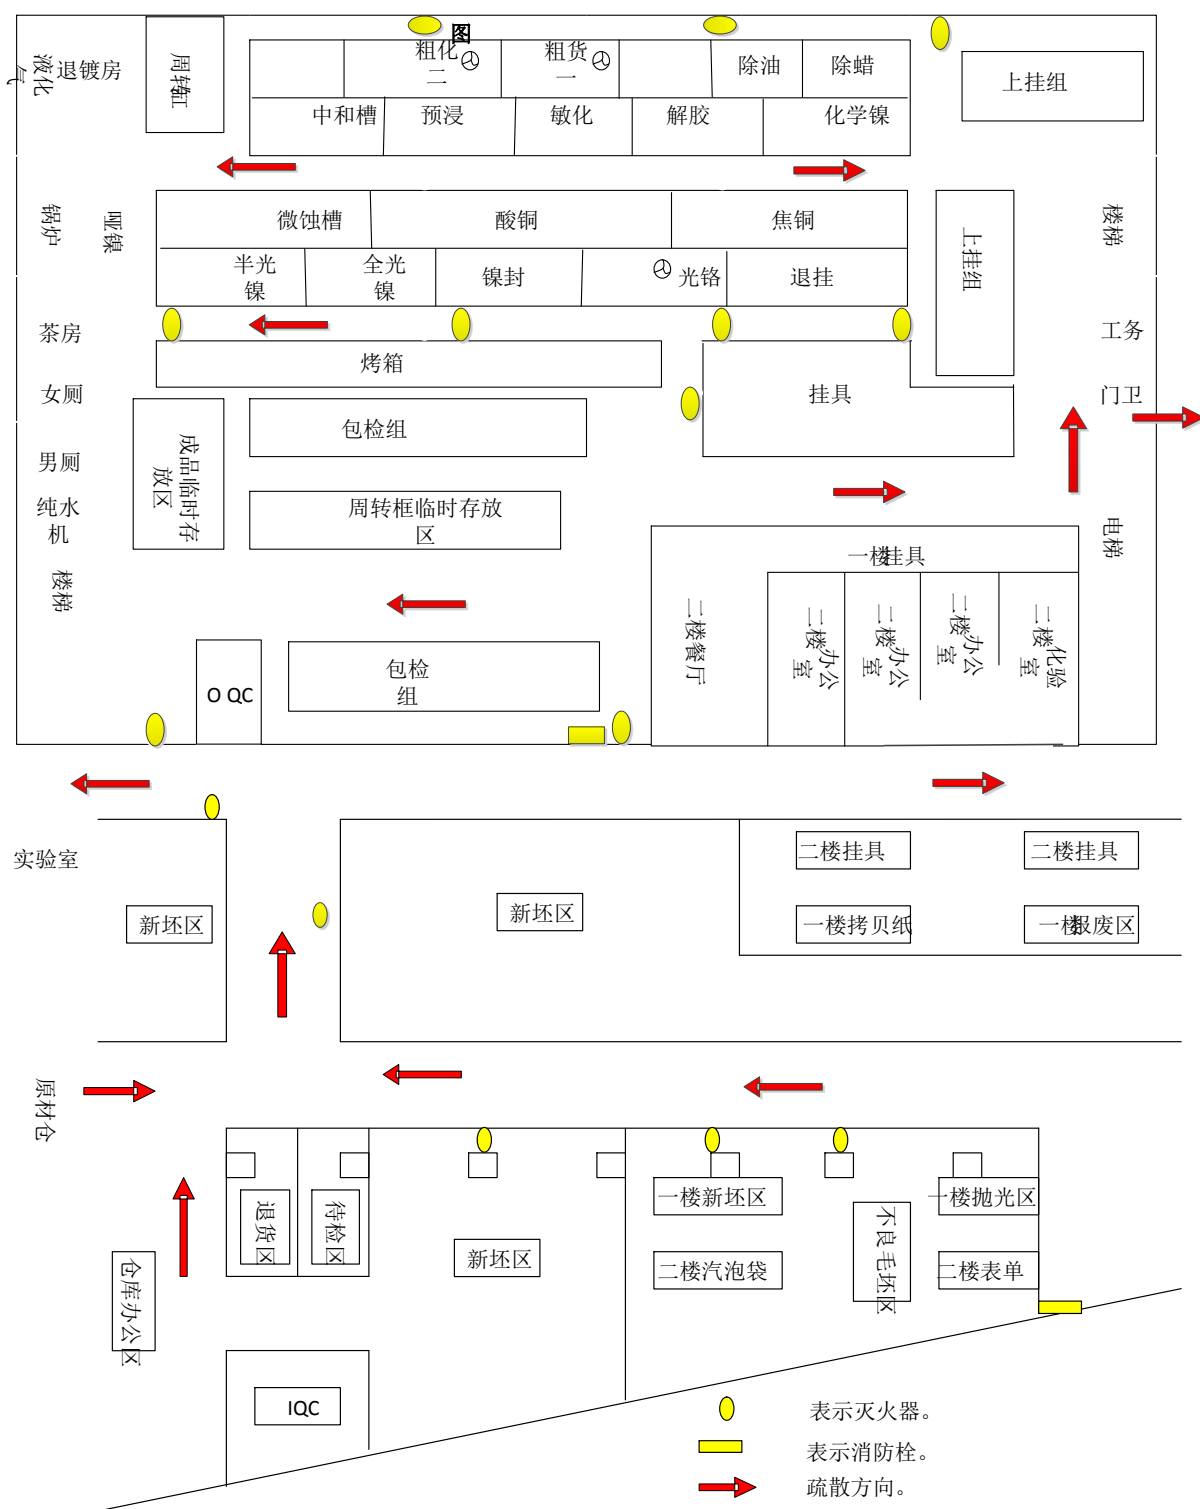 图
液化气
退镀房
周转缸
粗化二
粗货一
除油
除蜡
上挂组
中和槽
预浸
敏化
解胶
化学镍
锅炉
哑镍
微蚀槽
酸铜
焦铜
上挂组
楼梯
半光镍
全光镍
镍封
光铬
退挂
茶房
烤箱
工务
女厕
挂具
门卫
包检组
成品临时存放区
男厕
纯水机
周转框临时存放区
电梯
一楼挂具
楼梯
二楼餐厅
二楼办公室
二楼办公室
二楼办公室
二楼化验室
O QC
包检组
实验室
二楼挂具
二楼挂具
新坯区
新坯区
一楼拷贝纸
一楼报废区
原材仓
退货区
待检区
新坯区
一楼新坯区
二楼汽泡袋
不良毛坯区
一楼抛光区
二楼表单
仓库办公区
IQC
表示灭火器。
表示消防栓。
疏散方向。